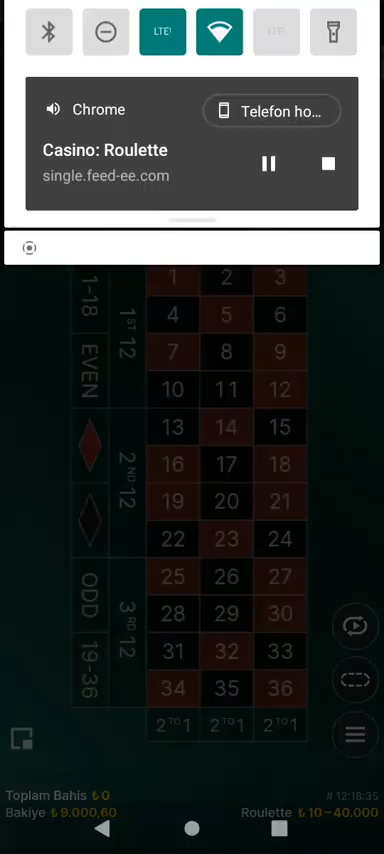 LTE
LTE
Chrome
Telefon ho...
Casino: Roulette
single.feed-ee.com
1-18
1ST 12
1 2 3
4 5 6
EVEN
7 8 9
10 11 12
2ND 12
13 14 15
16 17 18
19 20 21
22 23 24
ODD
3RD 12
25 26 27
28 29 30
19-36
31 32 33
34 35 36
2TO1 2TO1 2TO1
Toplam Bahis ₺0
# 12:18:35
Bakiye ₺9.000,60
Roulette ₺10-40.000